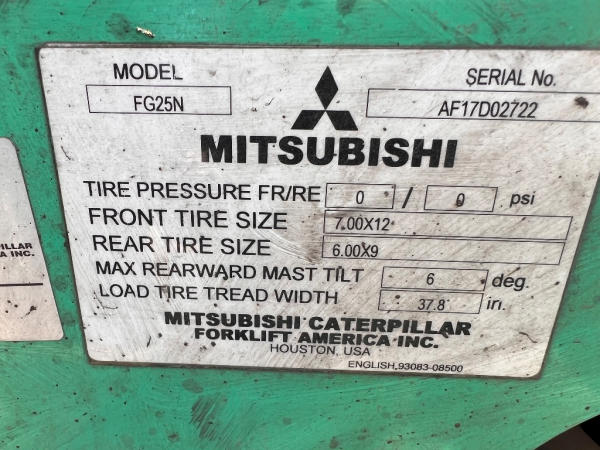 MODEL
FG25N
SERIAL No.
AF17D02722
MITSUBISHI
TIRE PRESSURE FR/RE 0 / 0 psi
FRONT TIRE SIZE 7.00X12
REAR TIRE SIZE 6.00X9
MAX REARWARD MAST TILT 6 deg.
LOAD TIRE TREAD WIDTH 37.8 in.
MITSUBISHI CATERPILLAR
FORKLIFT AMERICA INC.
HOUSTON, USA
ENGLISH,93083-08500
PILLAR
A INC.